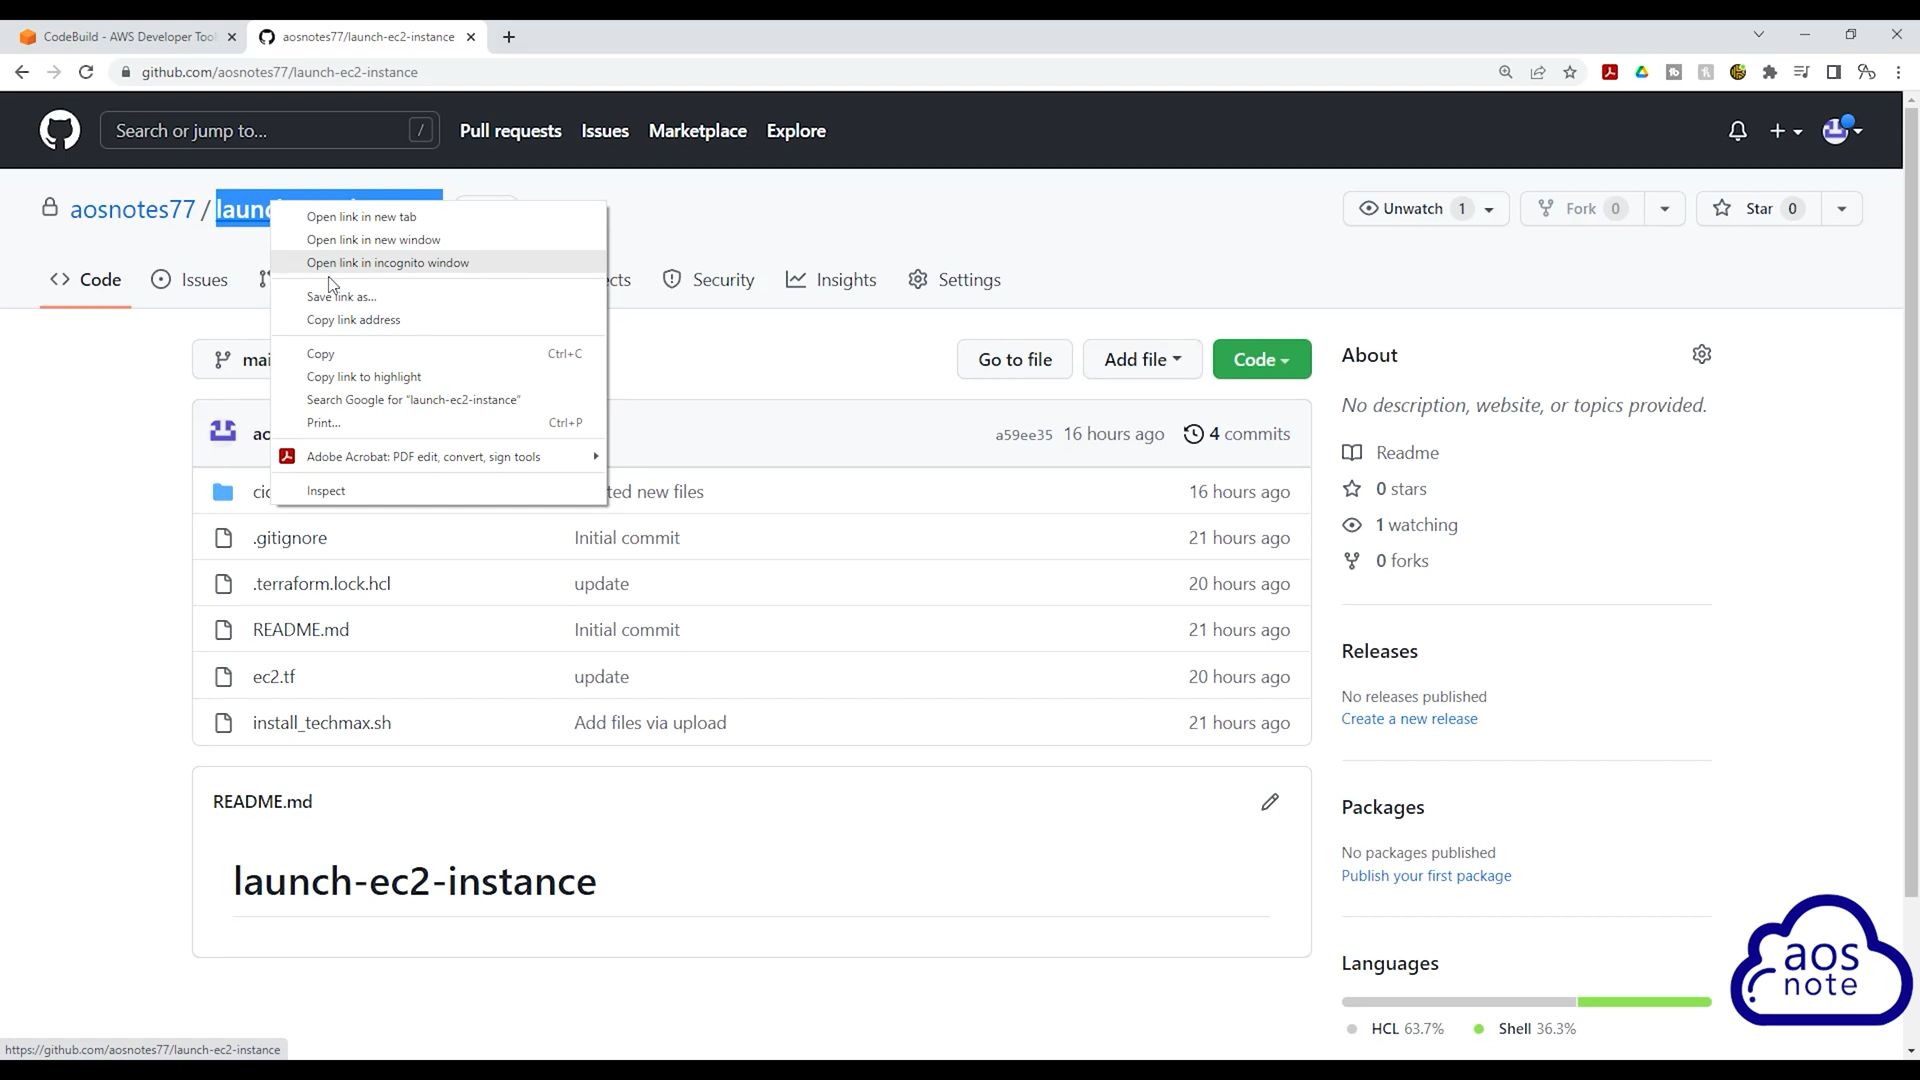 CodeBuild - AWS Developer Tool
aosnotes77/launch-ec2-instance
github.com/aosnotes77/launch-ec2-instance
Search or jump to...
/
Pull requests
Issues
Marketplace
Explore
aosnotes77 / launch
Unwatch 1
Fork 0
Star 0
Open link in new tab
Open link in new window
Open link in incognito window
Save link as...
Copy link address
Copy Ctrl+C
Copy link to highlight
Search Google for "launch-ec2-instance"
Print... Ctrl+P
Adobe Acrobat: PDF edit, convert, sign tools
Inspect
Code
Issues
Security
Insights
Settings
Go to file
Add file
Code
a59ee35 16 hours ago
4 commits
new files
16 hours ago
.gitignore
Initial commit
21 hours ago
.terraform.lock.hcl
update
20 hours ago
README.md
Initial commit
21 hours ago
ec2.tf
update
20 hours ago
install_techmax.sh
Add files via upload
21 hours ago
README.md
launch-ec2-instance
About
No description, website, or topics provided.
Readme
0 stars
1 watching
0 forks
Releases
No releases published
Create a new release
Packages
No packages published
Publish your first package
Languages
HCL 63.7%
Shell 36.3%
aos
note
https://github.com/aosnotes77/launch-ec2-instance